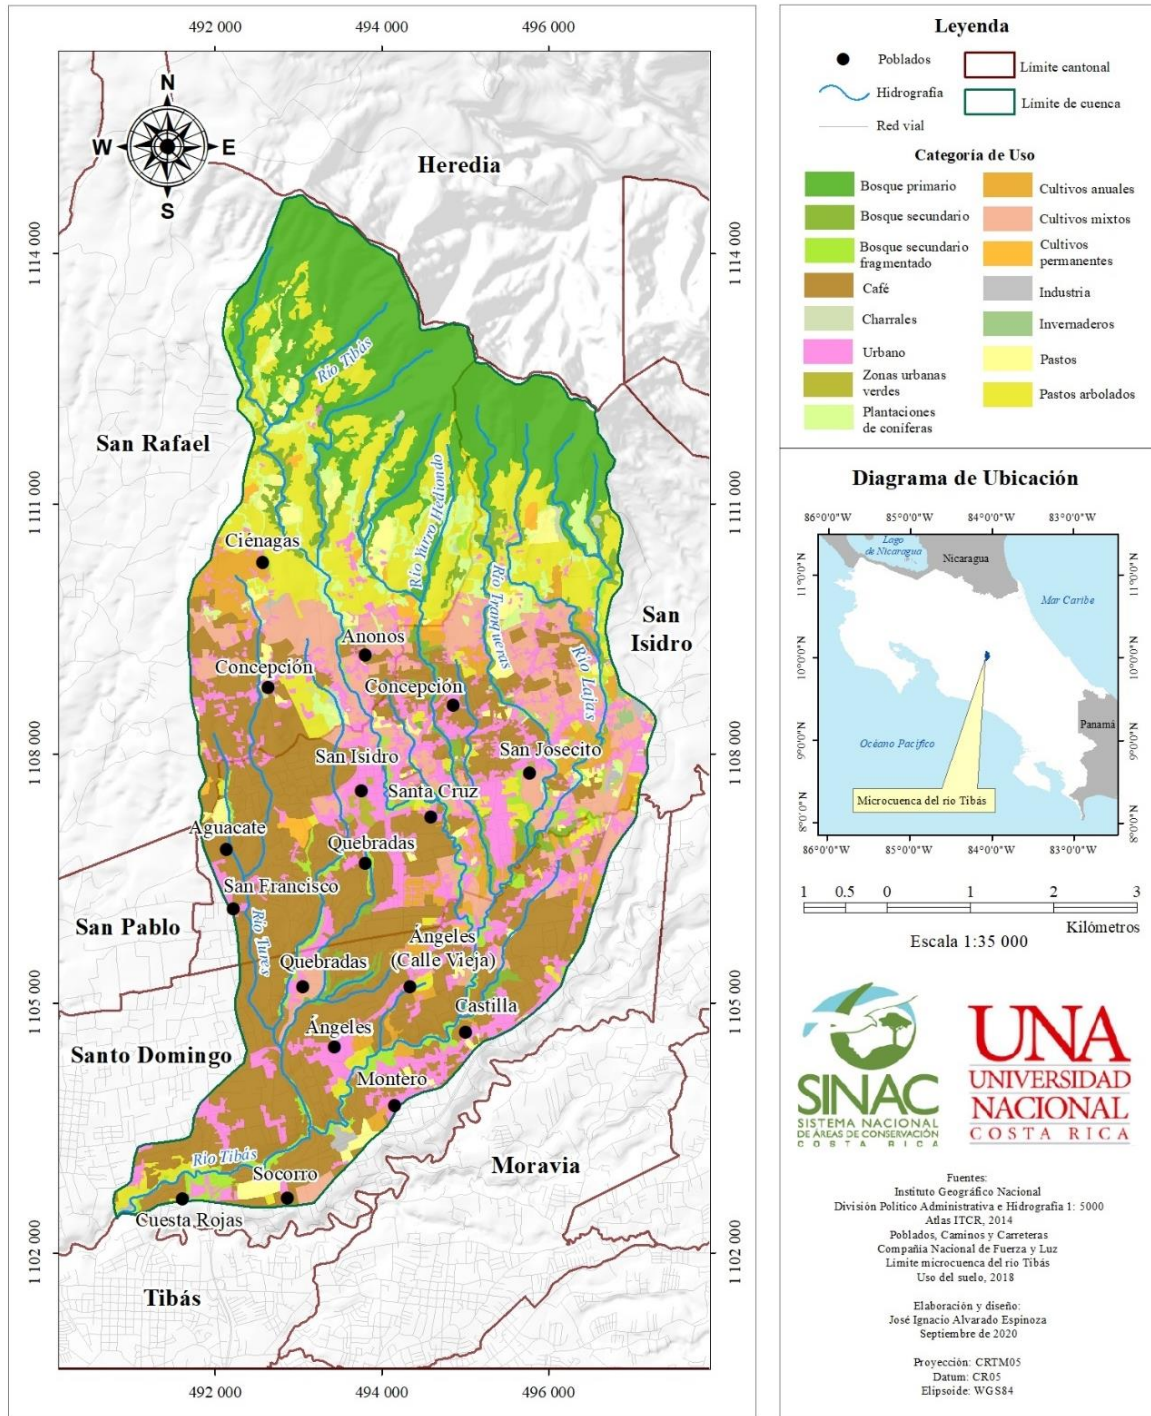 492 000
494 000
496 000
N
W
E
S
Heredia
1 114 000
1 114 000
Río Tibás
San Rafael
1 111 000
1 111 000
Río Yurro Hediondo
Ciénagas
Río Tranqueras
San
Isidro
Anonos
Concepción
Concepción
Río Lajas
1 108 000
1 108 000
San Isidro
San Josecito
Santa Cruz
Aguacate
Quebradas
San Francisco
San Pablo
Río Tures
Ángeles
(Calle Vieja)
Quebradas
1 105 000
1 105 000
Castilla
Ángeles
Santo Domingo
Montero
Río Tibás
Socorro
Moravia
Cuesta Rojas
1 102 000
1 102 000
Tibás
492 000
494 000
496 000
Leyenda
Poblados
Límite cantonal
Hidrografía
Límite de cuenca
Red vial
Categoría de Uso
Bosque primario
Bosque secundario
Bosque secundario
fragmentado
Café
Charrales
Urbano
Zonas urbanas
verdes
Plantaciones
de coníferas
Cultivos anuales
Cultivos mixtos
Cultivos
permanentes
Industria
Invernaderos
Pastos
Pastos arbolados
Diagrama de Ubicación
86°0'0"W
85°0'0"W
84°0'0"W
83°0'0"W
Lago
de Nicaragua
Nicaragua
11°0'0"N
11°0'0"N
Mar Caribe
10°0'0"N
10°0'0"N
Panamá
Océano Pacífico
9°0'0"N
9°0'0"N
Microcuenca del río Tibás
8°0'0"N
8°0'0"N
86°0'0"W
85°0'0"W
84°0'0"W
83°0'0"W
1 0.5 0 1 2 3
Kilómetros
Escala 1:35 000
SINAC
SISTEMA NACIONAL
DE ÁREAS DE CONSERVACIÓN
COSTA RICA
UNA
UNIVERSIDAD
NACIONAL
COSTA RICA
Fuentes:
Instituto Geográfico Nacional
División Político Administrativa e Hidrografía 1: 5000
Atlas ITCR, 2014
Poblados, Caminos y Carreteras
Compañía Nacional de Fuerza y Luz
Límite microcuenca del río Tibás
Uso del suelo, 2018
Elaboración y diseño:
José Ignacio Alvarado Espinoza
Septiembre de 2020
Proyección: CRTM05
Datum: CR05
Elipsoide: WGS84